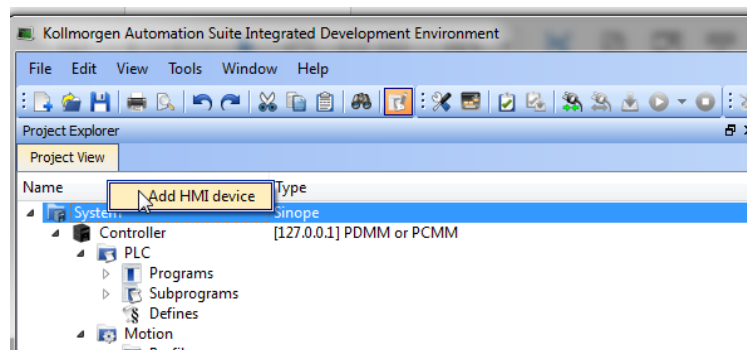 Kollmorgen Automation Suite Integrated Development Environment
File Edit View Tools Window Help
Project Explorer
Project View
Name Type
Add HMI device
System Sinope
Controller [127.0.0.1] PDMM or PCMM
PLC
Programs
Subprograms
Defines
Motion